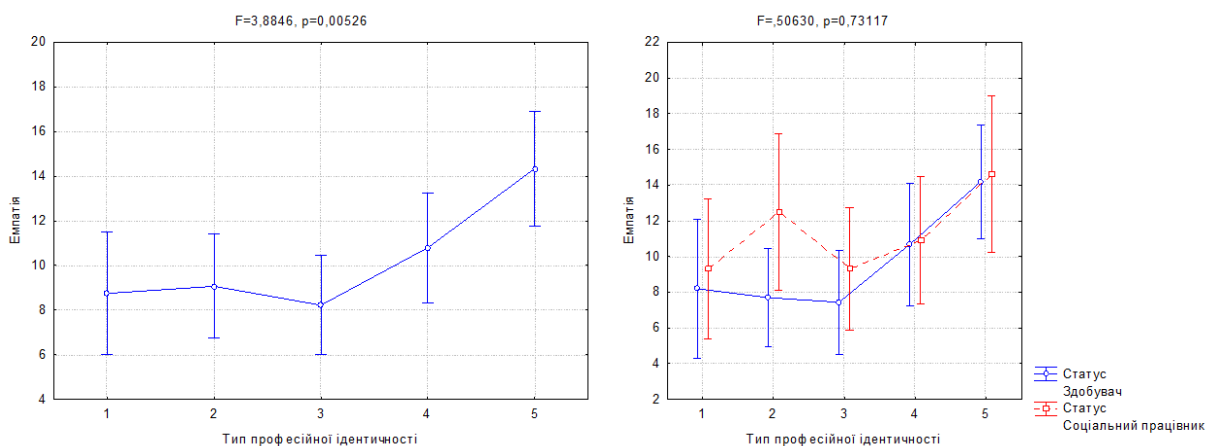 F=3,8846, p=0,00526
20
18
16
14
12
10
8
6
4
Емпатія
1 2 3 4 5
Тип професійної ідентичності
F=,50630, p=0,73117
22
20
18
16
14
12
10
8
6
4
2
Емпатія
1 2 3 4 5
Тип професійної ідентичності
Статус
Здобувач
Статус
Соціальний працівник